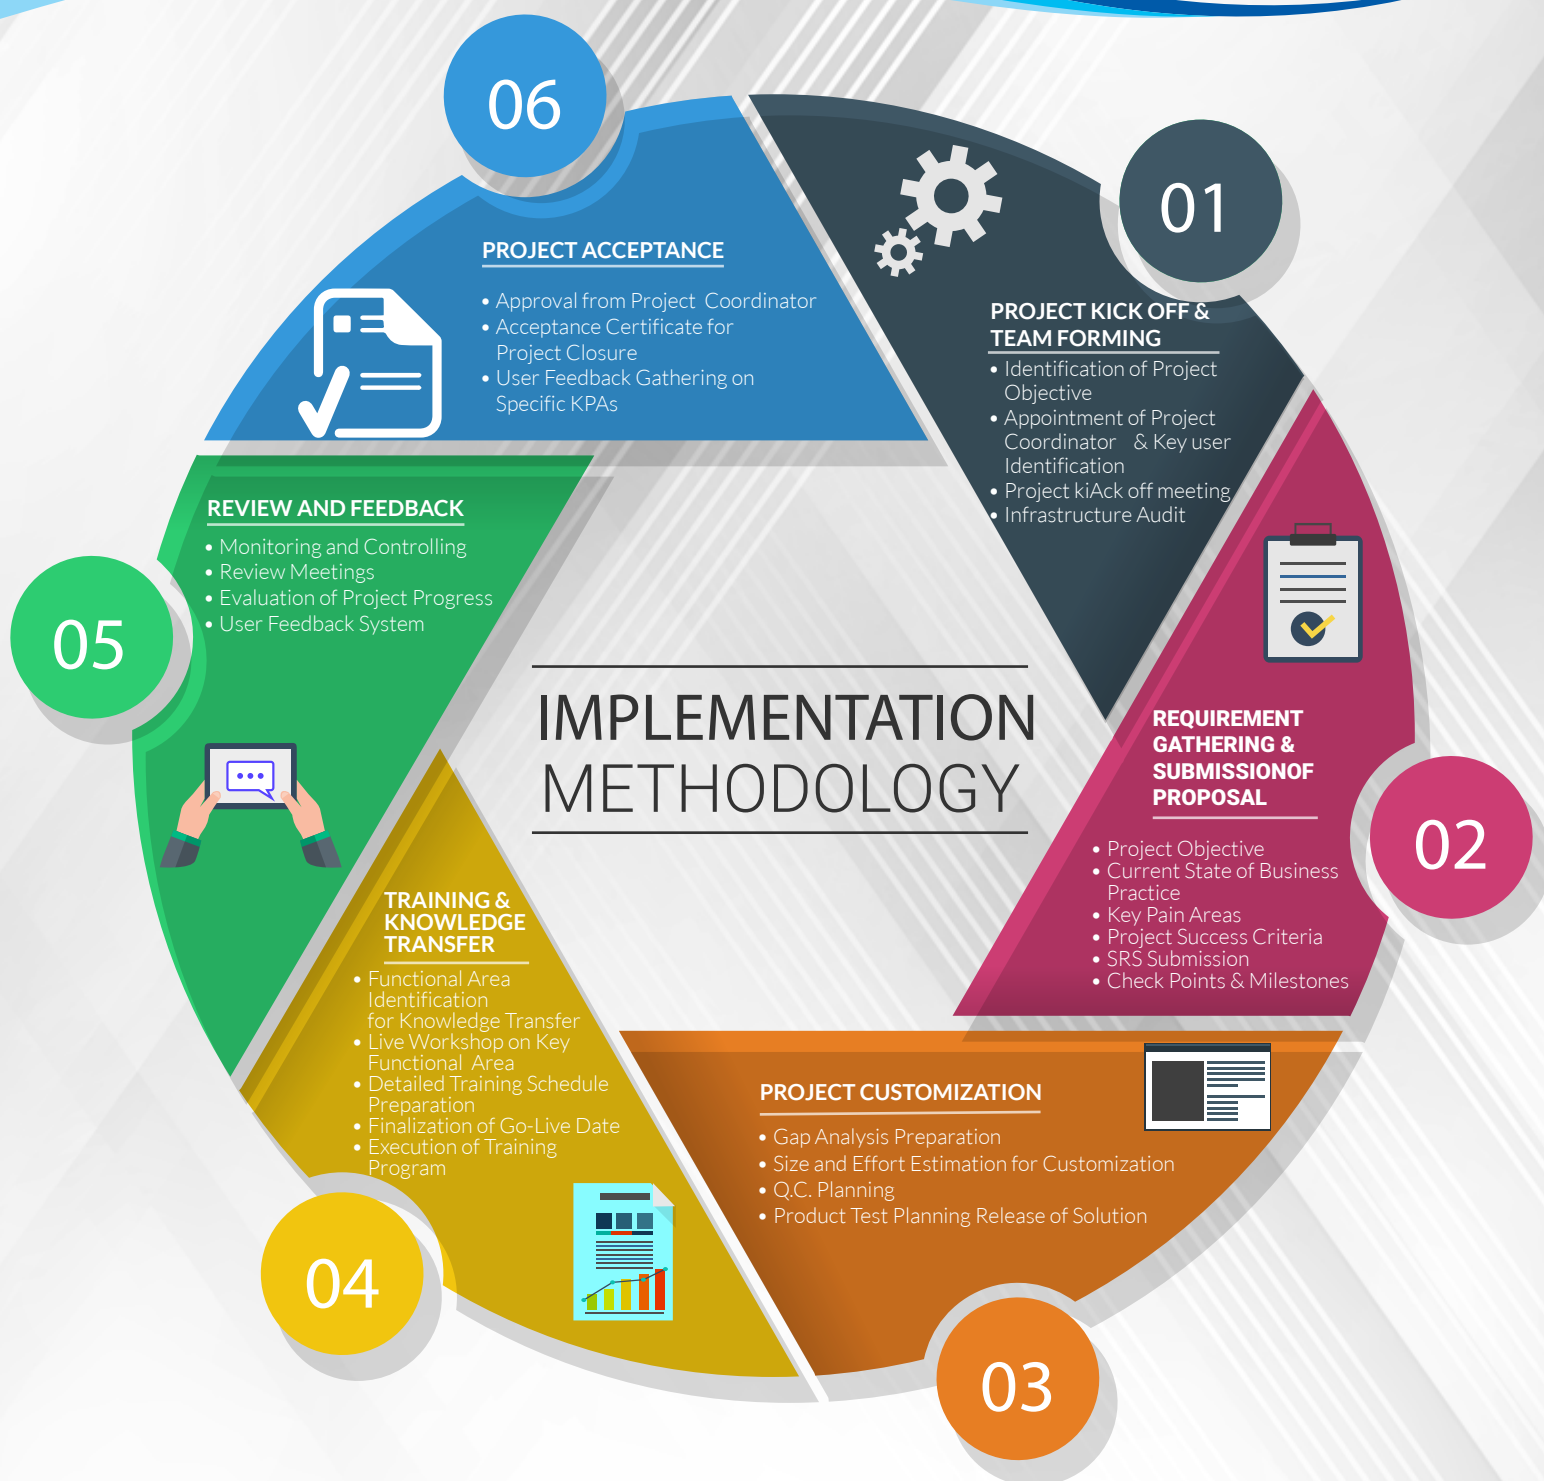 IMPLEMENTATION
METHODOLOGY
01
PROJECT KICK OFF &
TEAM FORMING
• Identification of Project
Objective
• Appointment of Project
Coordinator & Key user
Identification
• Project kiAck off meeting
• Infrastructure Audit
02
REQUIREMENT
GATHERING &
SUBMISSIONOF
PROPOSAL
• Project Objective
• Current State of Business
Practice
• Key Pain Areas
• Project Success Criteria
• SRS Submission
• Check Points & Milestones
03
PROJECT CUSTOMIZATION
• Gap Analysis Preparation
• Size and Effort Estimation for Customization
• Q.C. Planning
• Product Test Planning Release of Solution
04
TRAINING &
KNOWLEDGE
TRANSFER
• Functional Area
Identification
for Knowledge Transfer
• Live Workshop on Key
Functional Area
• Detailed Training Schedule
Preparation
• Finalization of Go-Live Date
• Execution of Training
Program
05
REVIEW AND FEEDBACK
• Monitoring and Controlling
• Review Meetings
• Evaluation of Project Progress
• User Feedback System
06
PROJECT ACCEPTANCE
• Approval from Project Coordinator
• Acceptance Certificate for
Project Closure
• User Feedback Gathering on
Specific KPAs